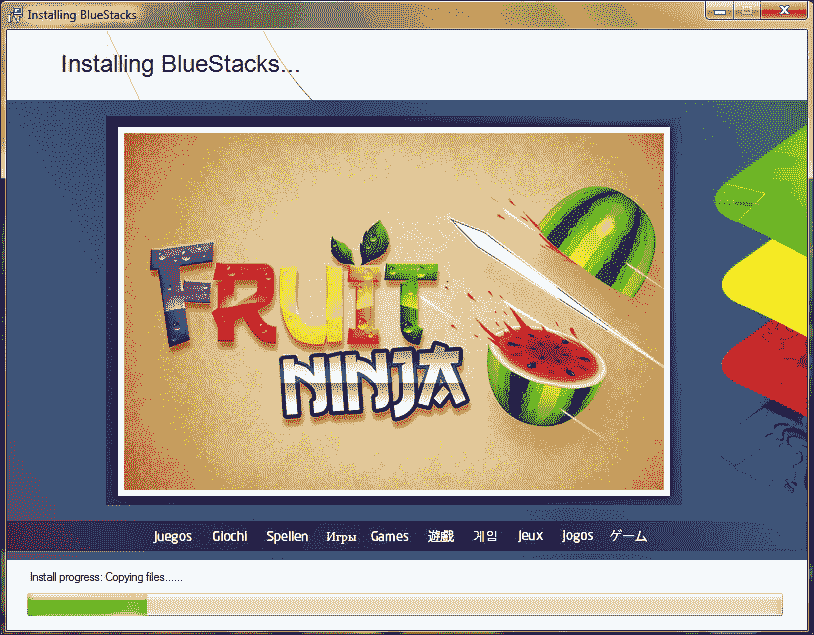 Installing BlueStacks
Installing BlueStacks...
FRUIT
NINJA
Juegos Giochi Spellen Игры Games 遊戲 게임 Jeux Jogos ゲーム
Install progress: Copying files......